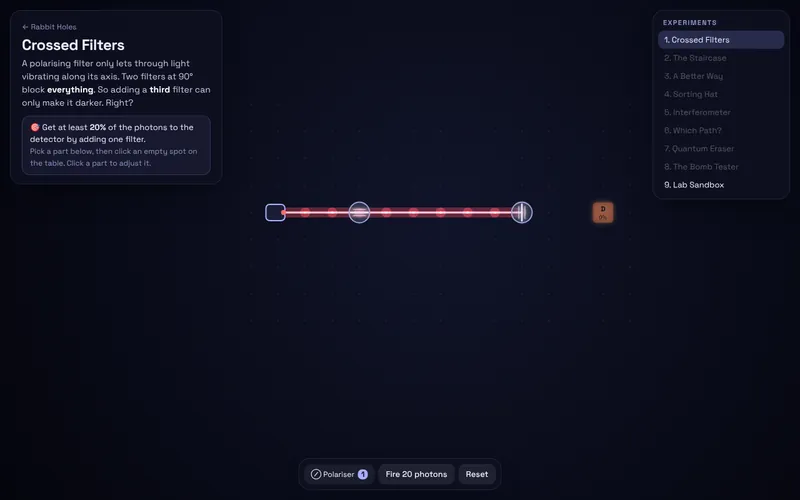 ← Rabbit Holes
Crossed Filters
A polarising filter only lets through light
vibrating along its axis. Two filters at 90°
block everything. So adding a third filter can
only make it darker. Right?
🎯 Get at least 20% of the photons to the
detector by adding one filter.
Pick a part below, then click an empty spot on
the table. Click a part to adjust it.
EXPERIMENTS
1. Crossed Filters
2. The Staircase
3. A Better Way
4. Sorting Hat
5. Interferometer
6. Which Path?
7. Quantum Eraser
8. The Bomb Tester
9. Lab Sandbox
D
0%
Polariser 1
Fire 20 photons
Reset